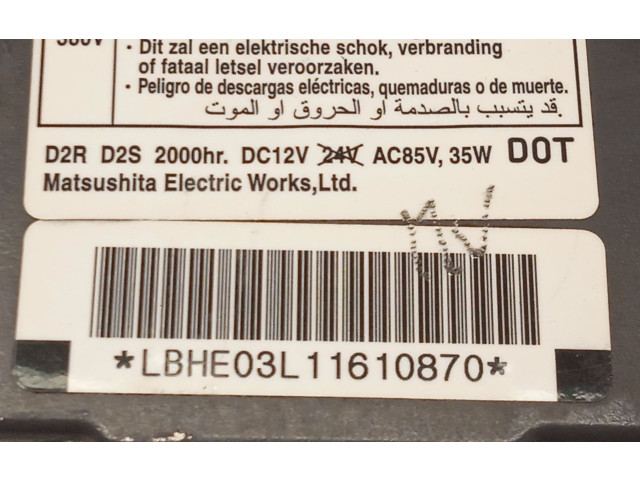 380V
• Dit zal een elektrische schok, verbranding
of fataal letsel veroorzaken.
• Peligro de descargas eléctricas, quemaduras o de muerte.
قد يتسبب بالصدمة او الحروق او الموت.
D2R D2S 2000hr. DC12V 24V AC85V, 35W DOT
Matsushita Electric Works,Ltd.
*LBHE03L11610870*